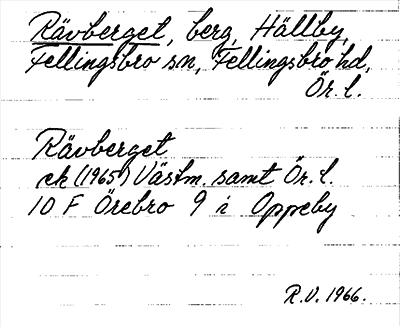 Rävberget, berg, Hällby,
Fellingsbro sn, Fellingsbro hd,
Ör. l.
Rävberget
ek (1965) Västm. samt Ör. l.
10 F Örebro 9 i Oppeby
R.V. 1966.